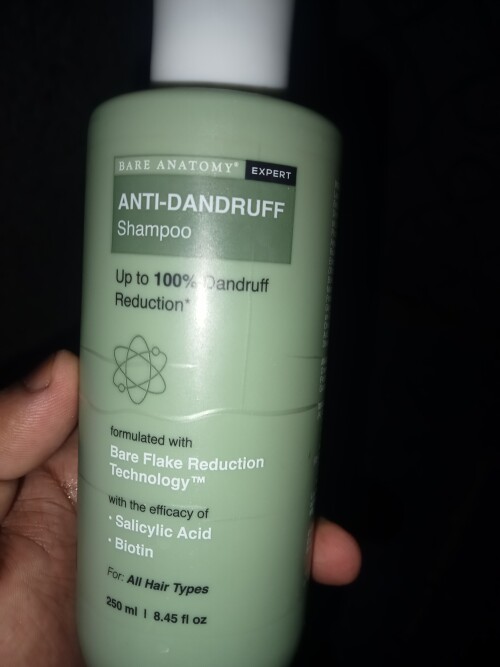 BARE ANATOMY® EXPERT
ANTI-DANDRUFF
Shampoo
Up to 100% Dandruff
Reduction*
formulated with
Bare Flake Reduction
Technology™
with the efficacy of
· Salicylic Acid
· Biotin
For: All Hair Types
250 ml | 8.45 fl oz